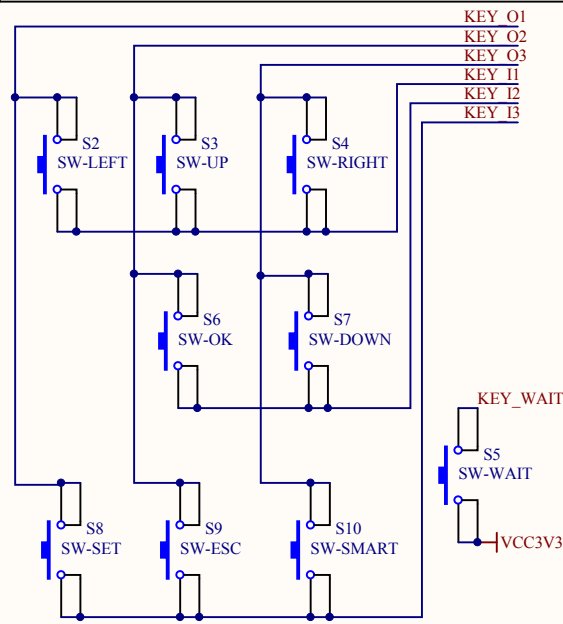 KEY_O1
KEY_O2
KEY_O3
KEY_I1
KEY_I2
KEY_I3
S2
SW-LEFT
S3
SW-UP
S4
SW-RIGHT
S6
SW-OK
S7
SW-DOWN
KEY_WAIT
S5
SW-WAIT
VCC3V3
S8
SW-SET
S9
SW-ESC
S10
SW-SMART